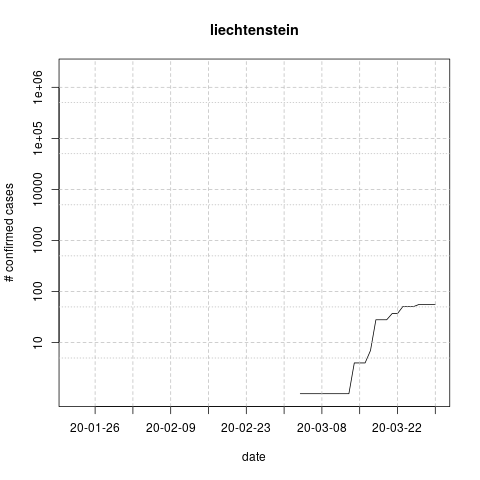 liechtenstein
# confirmed cases
1e+06
1e+05
10000
1000
100
10
20-01-26
20-02-09
20-02-23
20-03-08
20-03-22
date